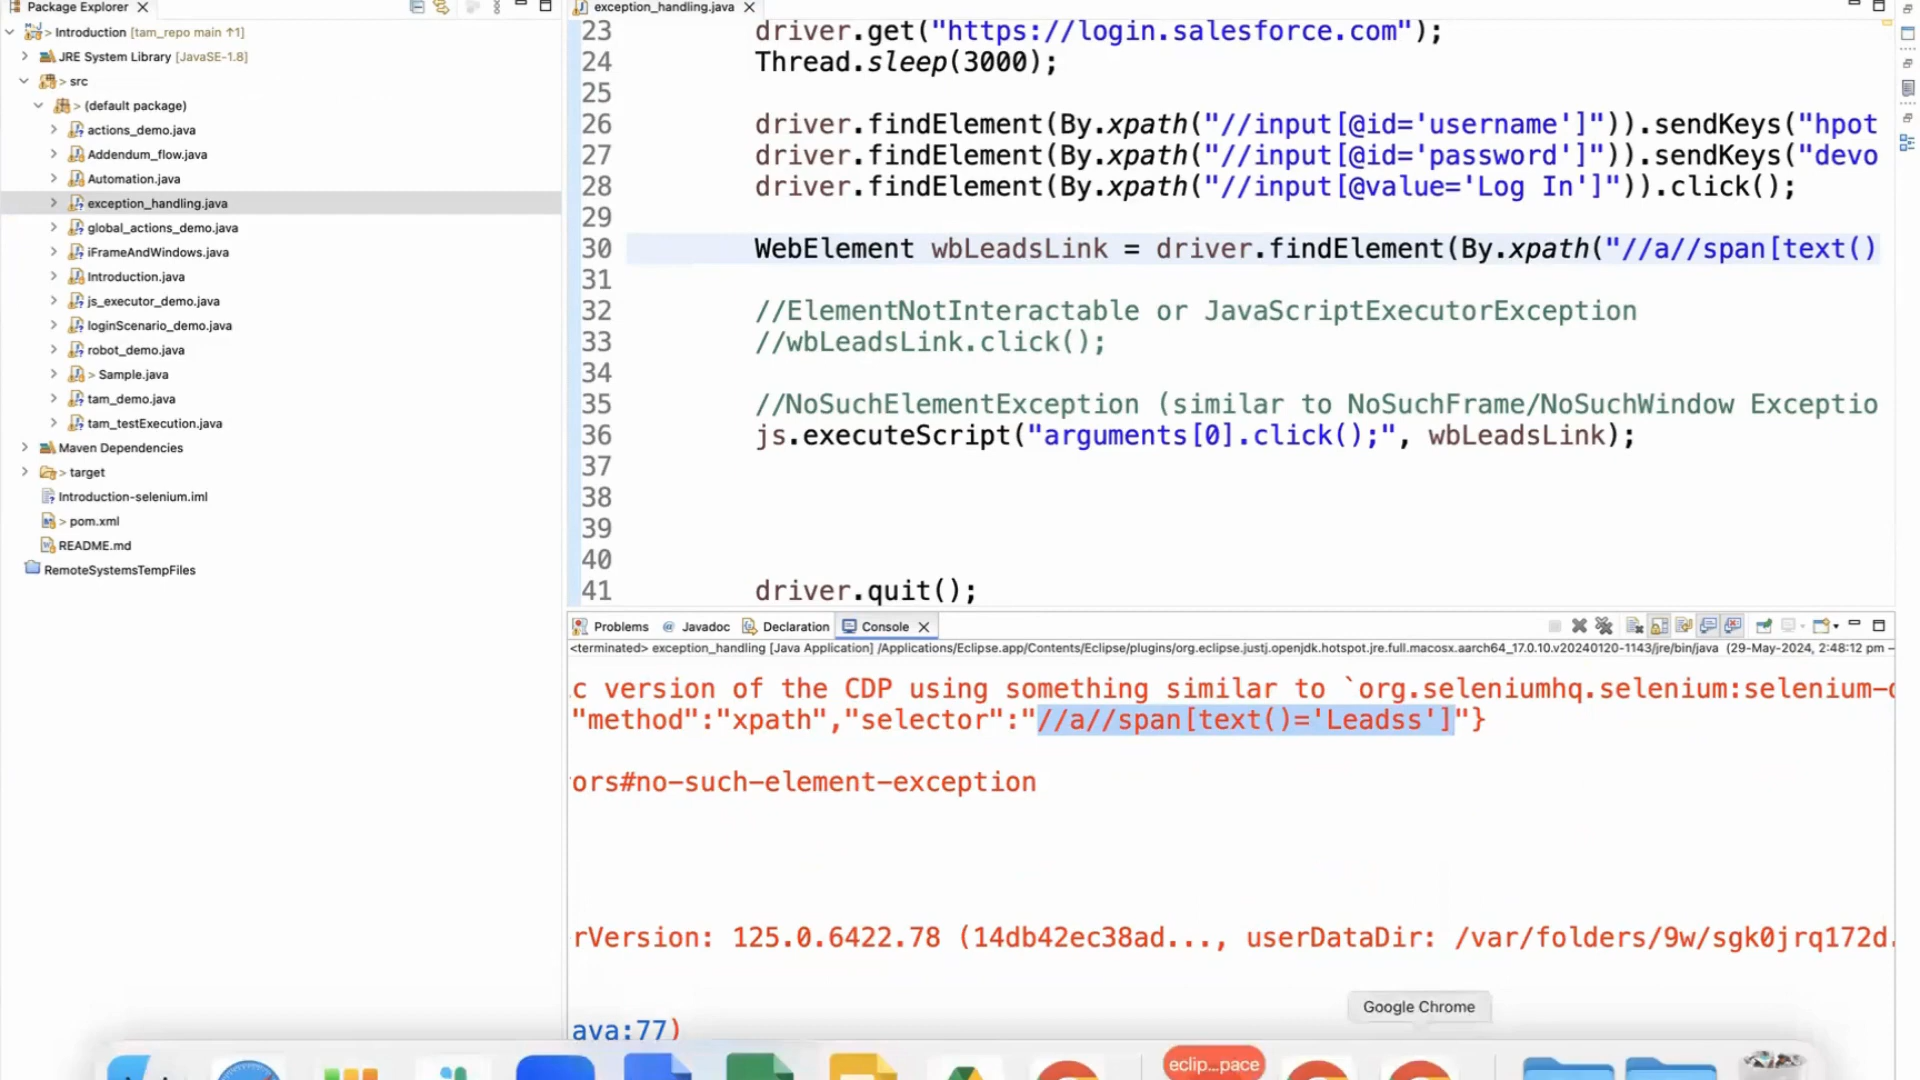 Package Explorer
> Introduction [tam_repo main ↑1]
JRE System Library [JavaSE-1.8]
> src
> (default package)
actions_demo.java
Addendum_flow.java
Automation.java
exception_handling.java
global_actions_demo.java
iFrameAndWindows.java
Introduction.java
js_executor_demo.java
loginScenario_demo.java
robot_demo.java
> Sample.java
tam_demo.java
tam_testExecution.java
Maven Dependencies
> target
Introduction-selenium.iml
> pom.xml
README.md
RemoteSystemsTempFiles
exception_handling.java
23 driver.get("https://login.salesforce.com");
24 Thread.sleep(3000);
25
26 driver.findElement(By.xpath("//input[@id='username']")).sendKeys("hpot
27 driver.findElement(By.xpath("//input[@id='password']")).sendKeys("devo
28 driver.findElement(By.xpath("//input[@value='Log In']")).click();
29
30 WebElement wbLeadsLink = driver.findElement(By.xpath("//a//span[text()
31
32 //ElementNotInteractable or JavaScriptExecutorException
33 //wbLeadsLink.click();
34
35 //NoSuchElementException (similar to NoSuchFrame/NoSuchWindow Exceptio
36 js.executeScript("arguments[0].click();", wbLeadsLink);
37
38
39
40
41 driver.quit();
Problems Javadoc Declaration Console
<terminated> exception_handling [Java Application] /Applications/Eclipse.app/Contents/Eclipse/plugins/org.eclipse.justj.openjdk.hotspot.jre.full.macosx.aarch64_17.0.10.v20240120-1143/jre/bin/java (29-May-2024, 2:48:12 pm –
c version of the CDP using something similar to `org.seleniumhq.selenium:selenium-
"method":"xpath","selector":"//a//span[text()='Leadss']"}
ors#no-such-element-exception
rVersion: 125.0.6422.78 (14db42ec38ad..., userDataDir: /var/folders/9w/sgk0jrq172d.
Google Chrome
ava:77)
eclip...pace